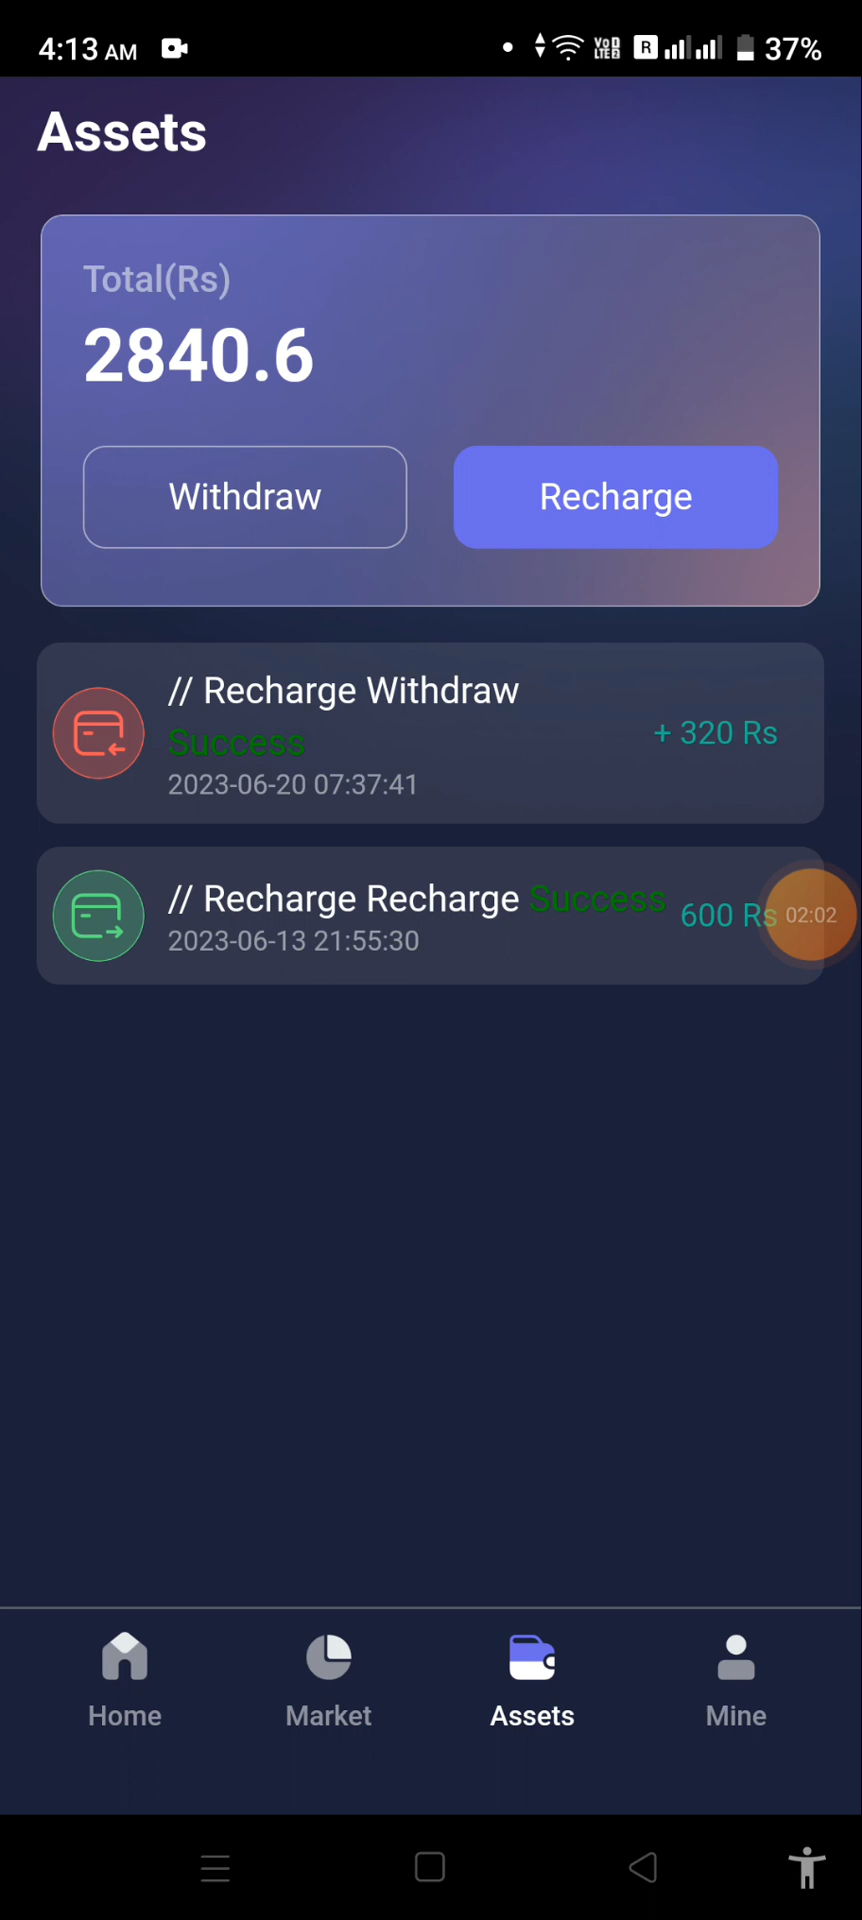 4:13 AM VoD LTE2 R 37%
Assets
Total(Rs)
2840.6
Withdraw Recharge
// Recharge Withdraw
Success
+ 320 Rs
2023-06-20 07:37:41
// Recharge Recharge Success
600 Rs 02:02
2023-06-13 21:55:30
Home Market Assets Mine